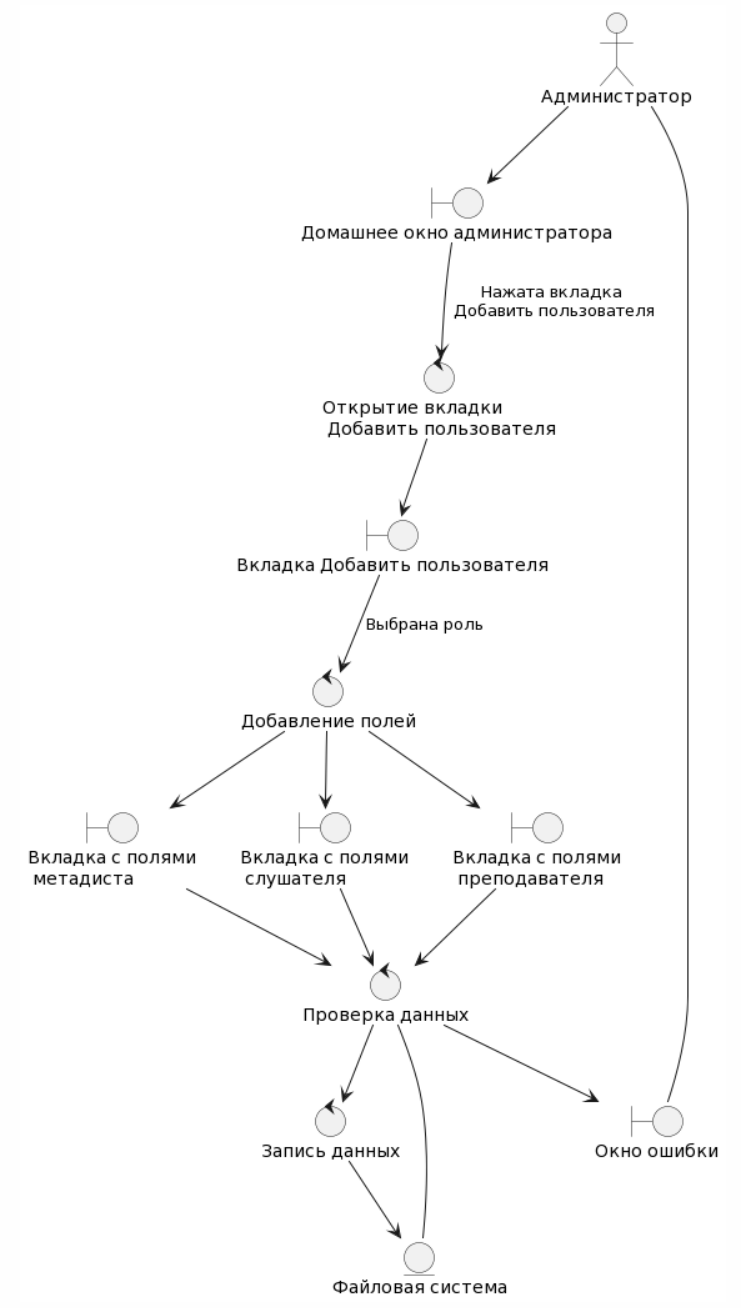 Администратор
Домашнее окно администратора
Нажата вкладка
Добавить пользователя
Открытие вкладки
Добавить пользователя
Вкладка Добавить пользователя
Выбрана роль
Добавление полей
Вкладка с полями
метадиста
Вкладка с полями
слушателя
Вкладка с полями
преподавателя
Проверка данных
Запись данных
Окно ошибки
Файловая система